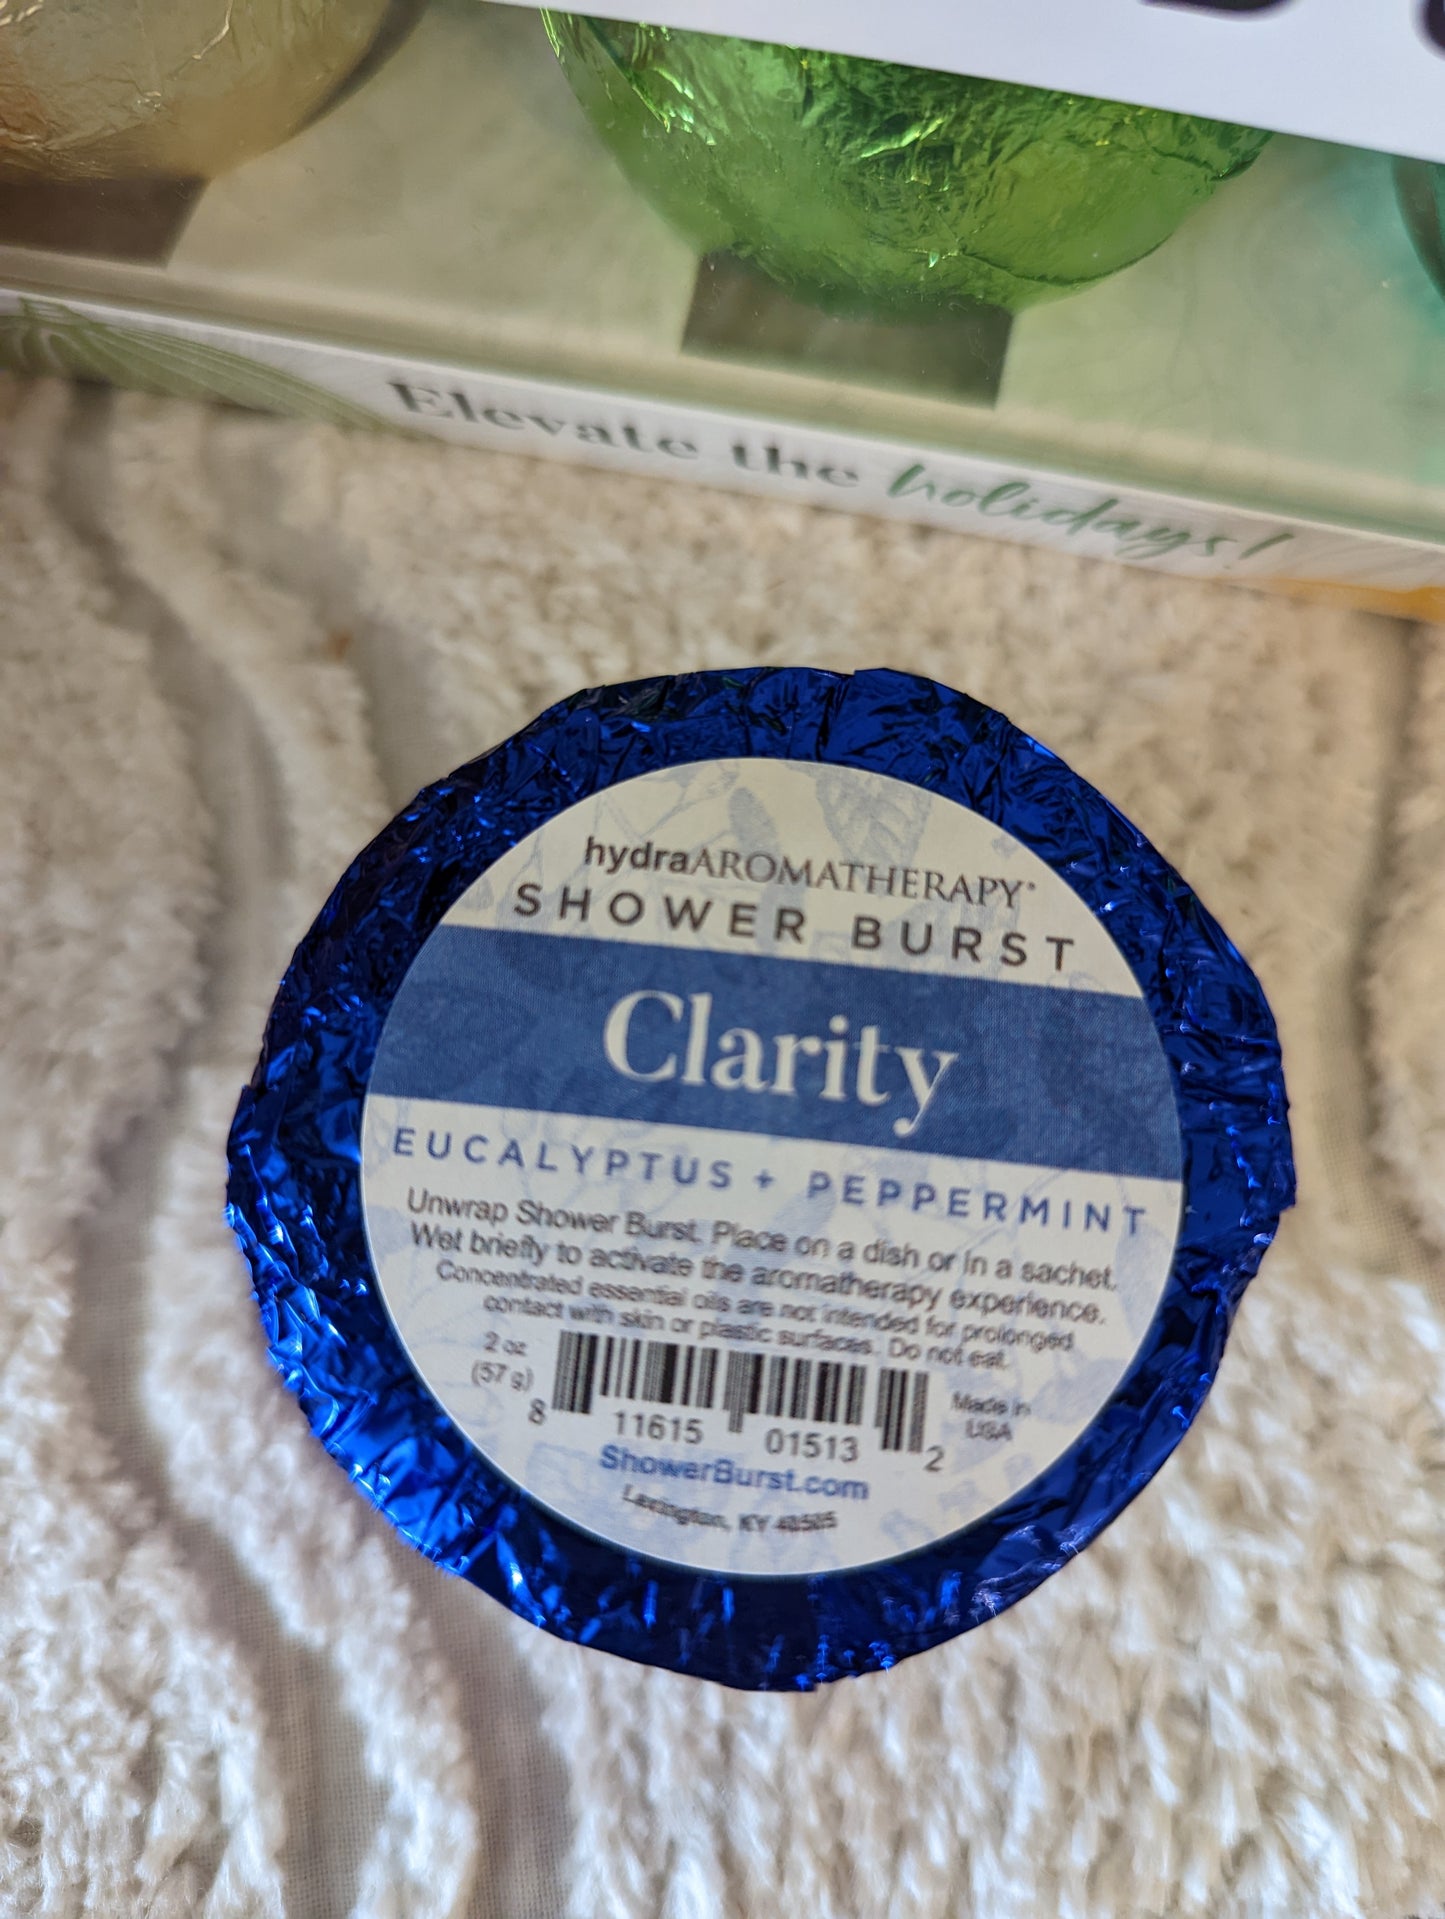 Elevate the holidays!
hydraAROMATHERAPY®
SHOWER BURST
Clarity
EUCALYPTUS + PEPPERMINT
Unwrap Shower Burst. Place on a dish or in a sachet.
Wet briefly to activate the aromatherapy experience.
Concentrated essential oils are not intended for prolonged
contact with skin or plastic surfaces. Do not eat.
2 oz
(57 g)
8 11615 01513 2
Made in
USA
ShowerBurst.com
Lexington, KY